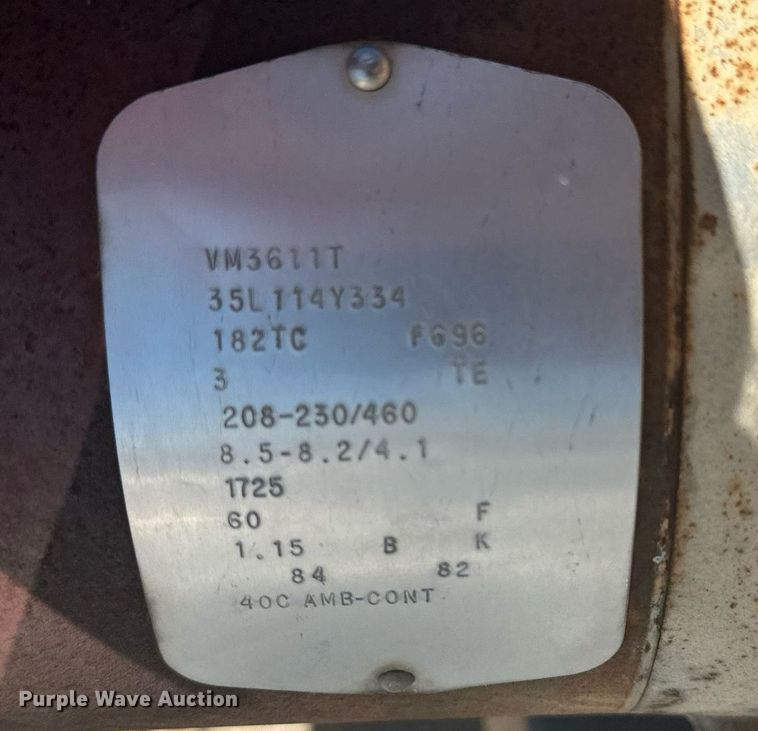 VM3611T
35L114Y334
182TC F696
3 TE
208-230/460
8.5-8.2/4.1
1725
60 F
1.15 B K
84 82
40C AMB-CONT
Purple Wave Auction